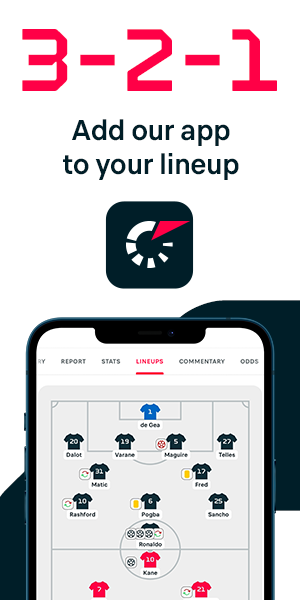 3-2-1
Add our app
to your lineup
RY REPORT STATS LINEUPS COMMENTARY ODDS
1
de Gea
20 19 5 27
Dalot Varane Maguire Telles
31 17
Matic Fred
10 6 25
Rashford Pogba Sancho
Ronaldo
10
Kane
7 21